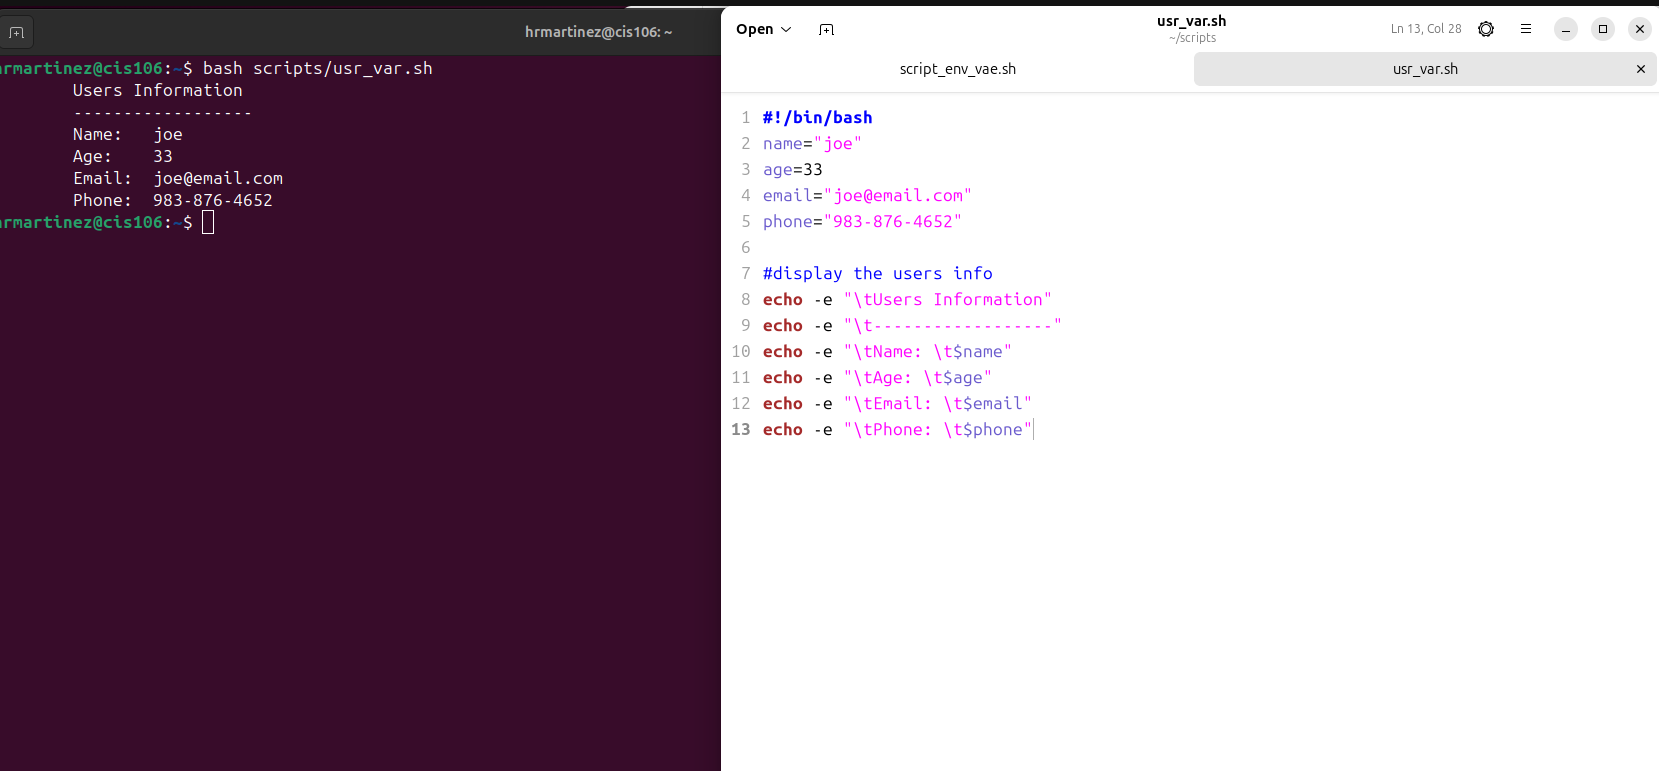 hrmartinez@cis106: ~
rmartinez@cis106:~$ bash scripts/usr_var.sh
Users Information
------------------
Name: joe
Age: 33
Email: joe@email.com
Phone: 983-876-4652
rmartinez@cis106:~$
Open
usr_var.sh
~/scripts
Ln 13, Col 28
script_env_vae.sh
usr_var.sh
1 #!/bin/bash
2 name="joe"
3 age=33
4 email="joe@email.com"
5 phone="983-876-4652"
6
7 #display the users info
8 echo -e "\tUsers Information"
9 echo -e "\t------------------"
10 echo -e "\tName: \t$name"
11 echo -e "\tAge: \t$age"
12 echo -e "\tEmail: \t$email"
13 echo -e "\tPhone: \t$phone"